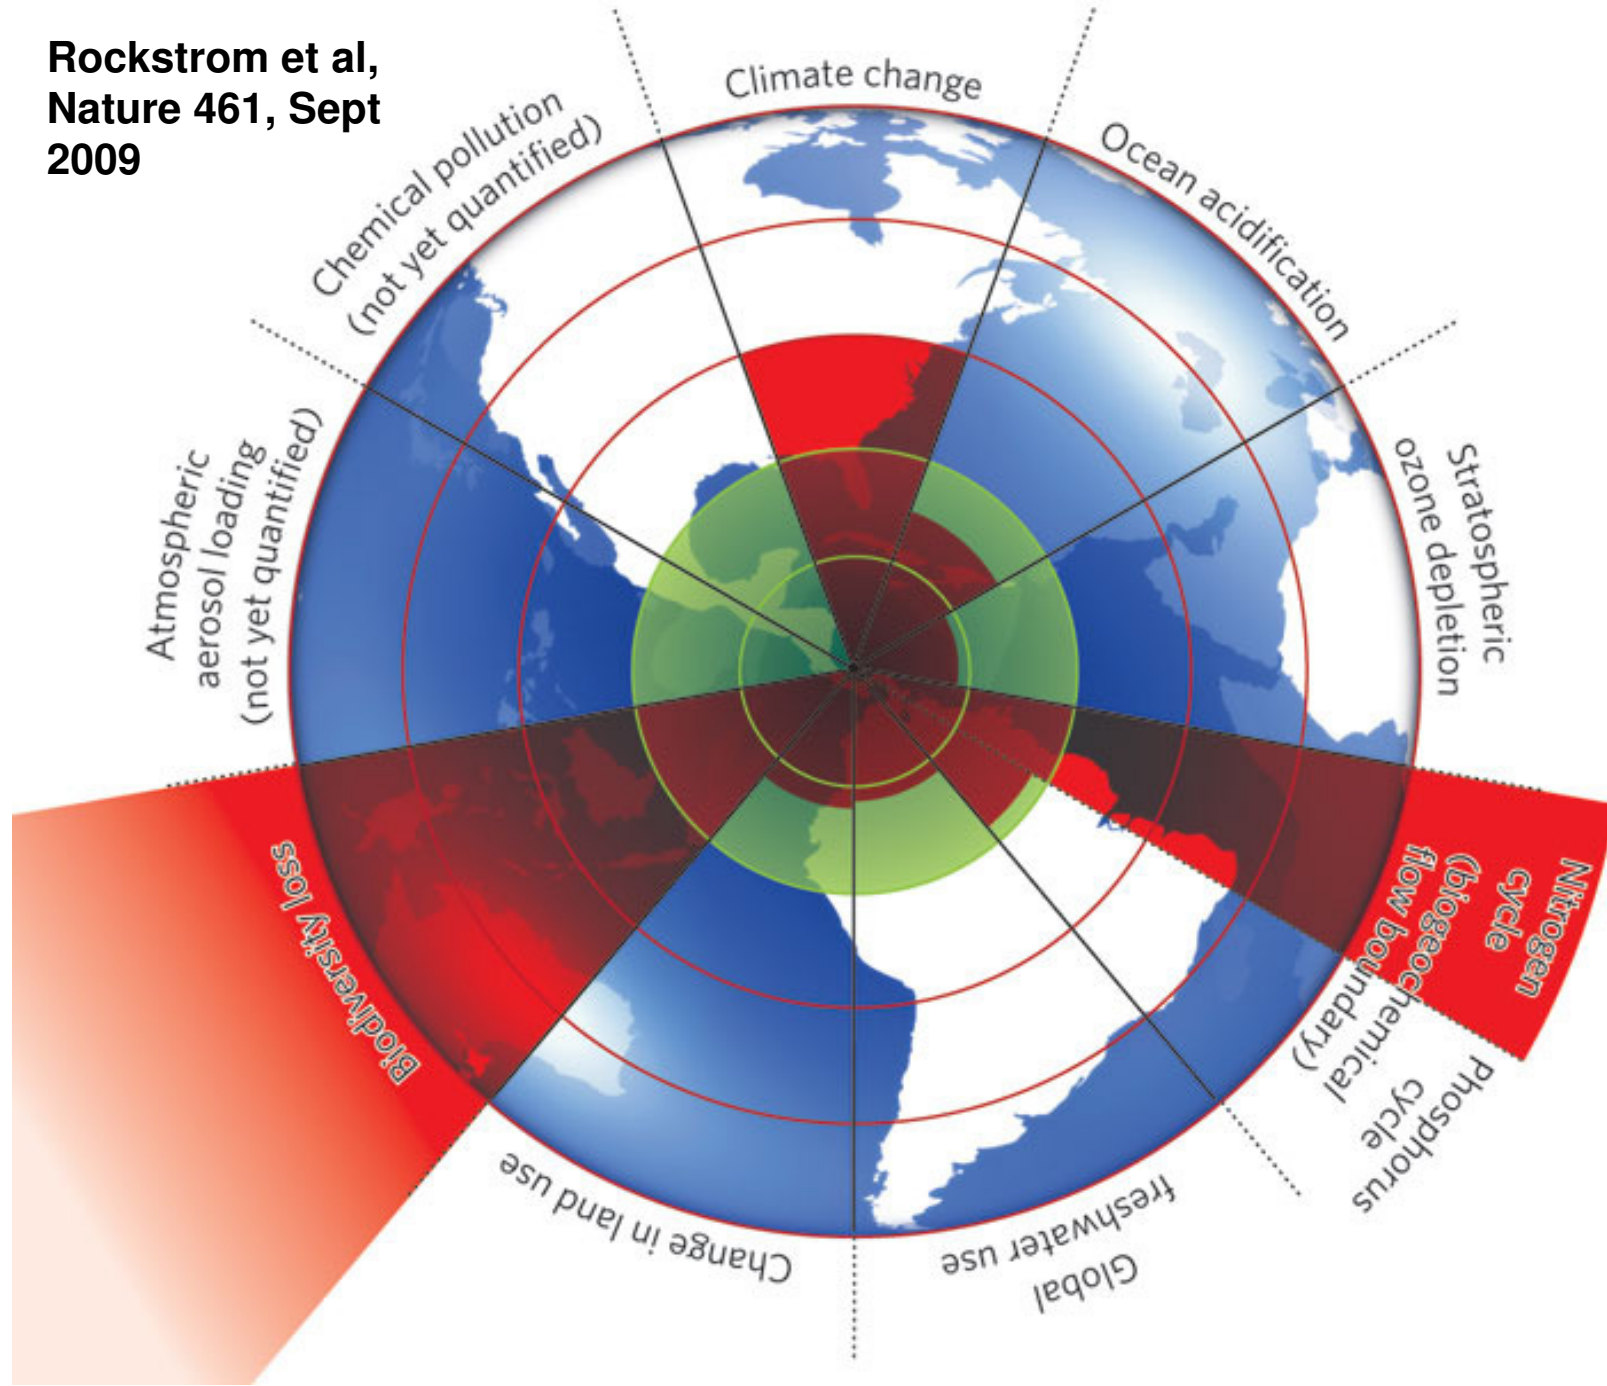 Rockstrom et al,
Nature 461, Sept
2009
Climate change
Ocean acidification
Stratospheric
ozone depletion
Nitrogen
cycle
(biogeochemical
flow boundary)
Phosphorus
cycle
Global
freshwater use
Change in land use
Biodiversity loss
Atmospheric
aerosol loading
(not yet quantified)
Chemical pollution
(not yet quantified)